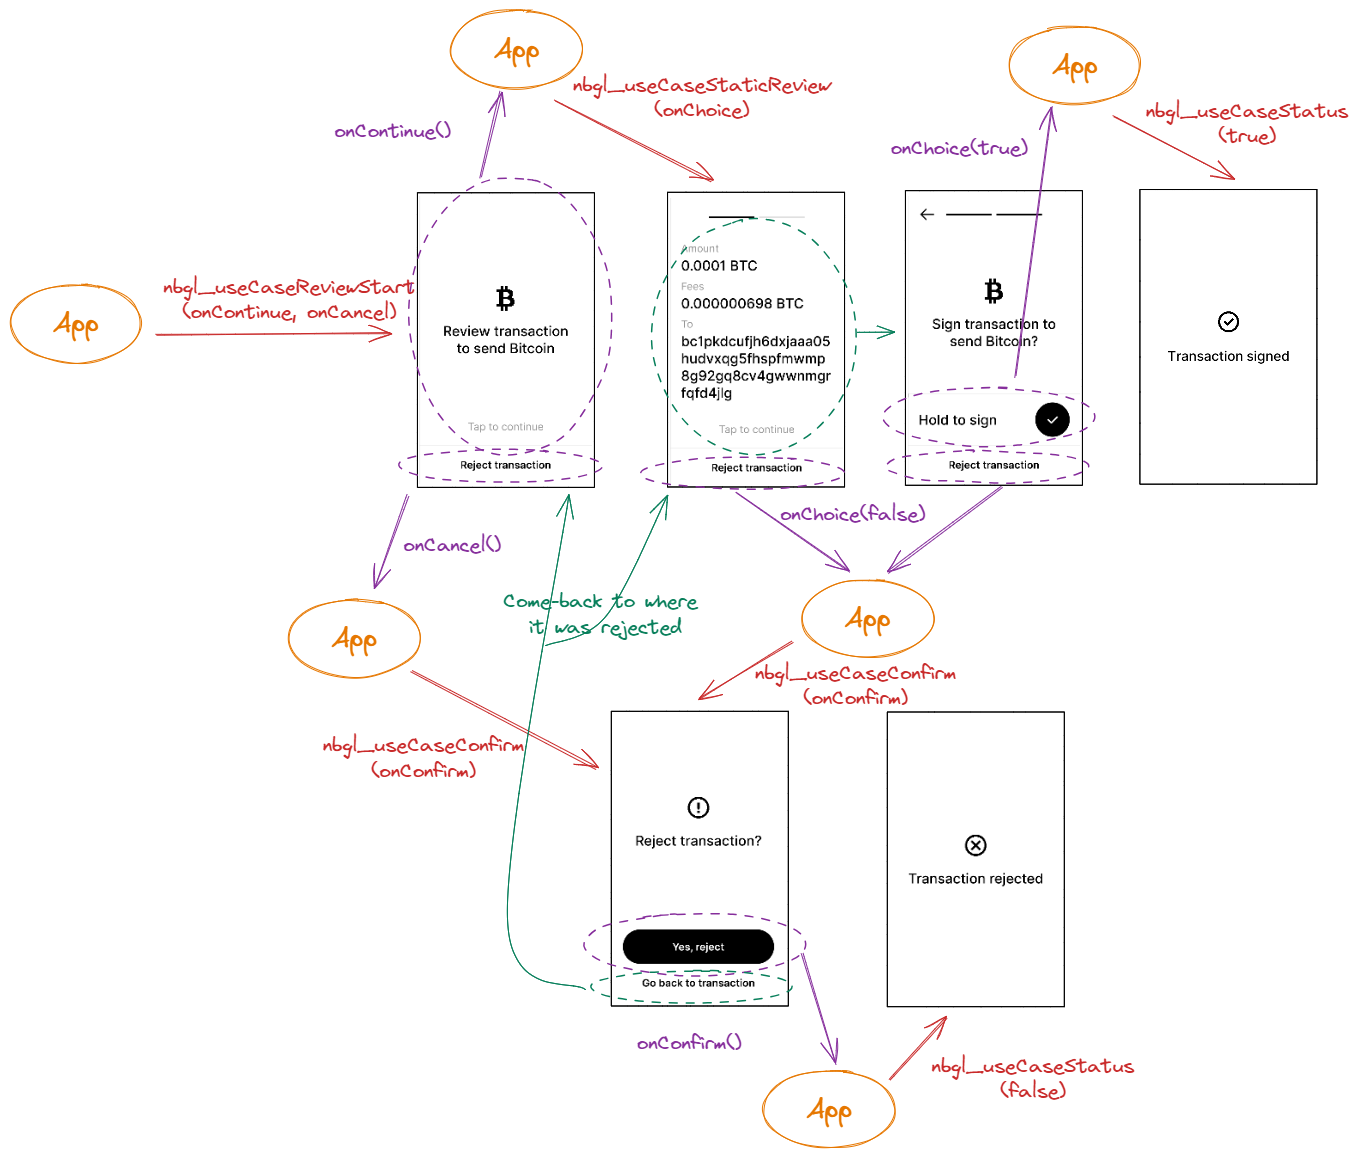 App
App
nbgl_useCaseStaticReview
(onChoice)
onContinue()
nbgl_useCaseStatus
(true)
onChoice(true)
App
nbgl_useCaseReviewStart
(onContinue, onCancel)
Review transaction
to send Bitcoin
Tap to continue
Reject transaction
Amount
0.0001 BTC
Fees
0.000000698 BTC
To
bc1pkdcufjh6dxjaaa05
hudvxqg5fhspfmwmp
8g92gq8cv4gwwnmgr
fqfd4jlg
Tap to continue
Reject transaction
Sign transaction to
send Bitcoin?
Hold to sign
Reject transaction
Transaction signed
onCancel()
onChoice(false)
Come-back to where
it was rejected
App
App
nbgl_useCaseConfirm
(onConfirm)
nbgl_useCaseConfirm
(onConfirm)
Reject transaction?
Yes, reject
Go back to transaction
Transaction rejected
onConfirm()
nbgl_useCaseStatus
(false)
App